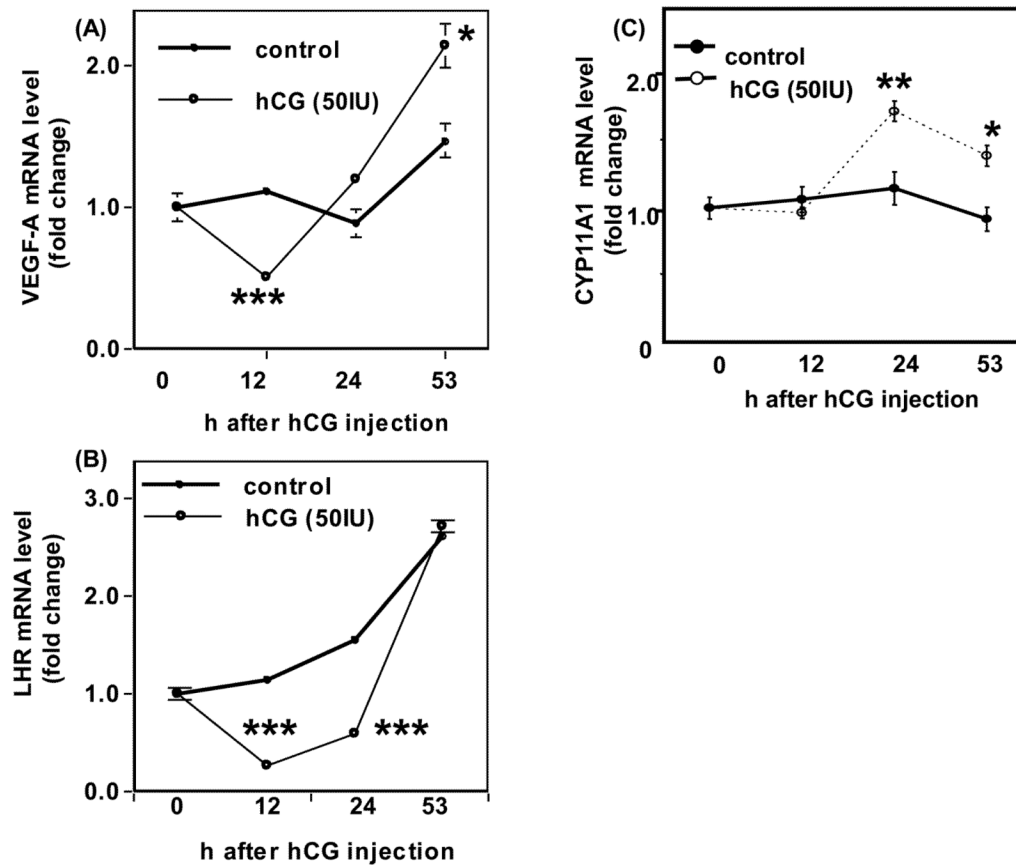 (A)
control
hCG (50IU)
*
***
2.0
1.0
0.0
VEGF-A mRNA level
(fold change)
0 12 24 53
h after hCG injection
(B)
control
hCG (50IU)
***
***
3.0
2.0
1.0
0.0
LHR mRNA level
(fold change)
0 12 24 53
h after hCG injection
(C)
control
hCG (50IU)
**
*
2.0
1.0
0
CYP11A1 mRNA level
(fold change)
0 12 24 53
h after hCG injection